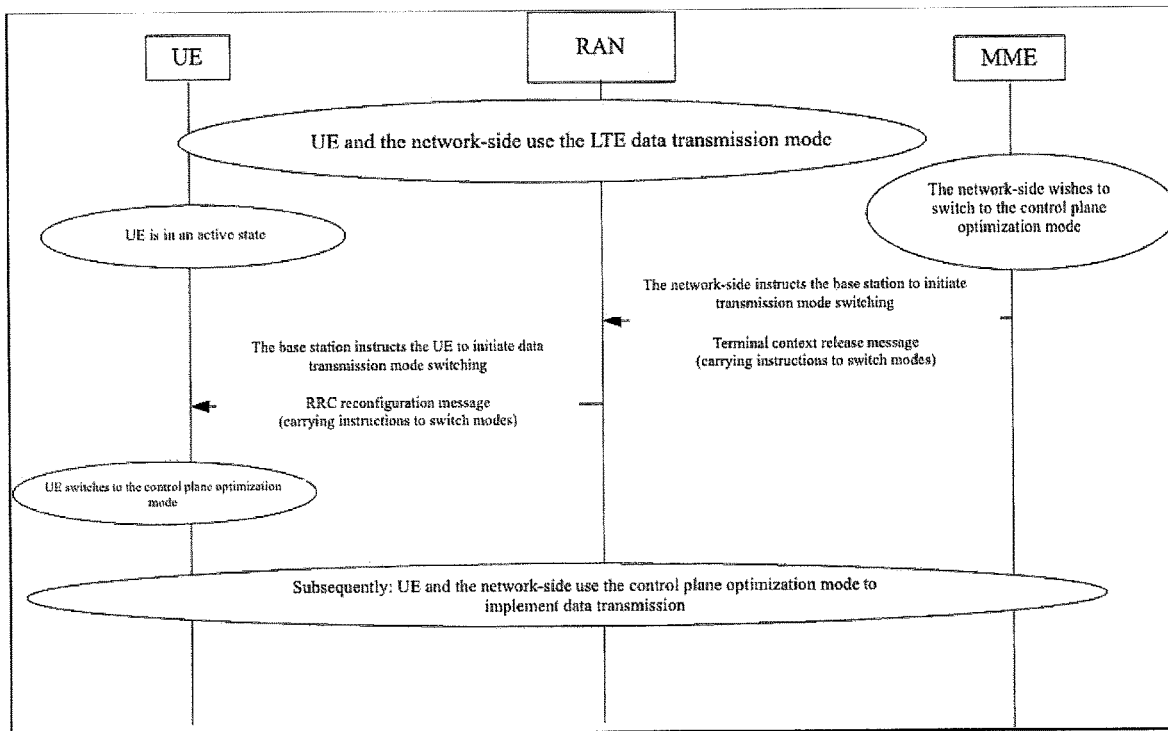 UE
RAN
MME
UE and the network-side use the LTE data transmission mode
The network-side wishes to
switch to the control plane
optimization mode
UE is in an active state
The network-side instructs the base station to initiate
transmission mode switching
Terminal context release message
(carrying instructions to switch modes)
The base station instructs the UE to initiate data
transmission mode switching
RRC reconfiguration message
(carrying instructions to switch modes)
UE switches to the control plane optimization
mode
Subsequently: UE and the network-side use the control plane optimization mode to
implement data transmission